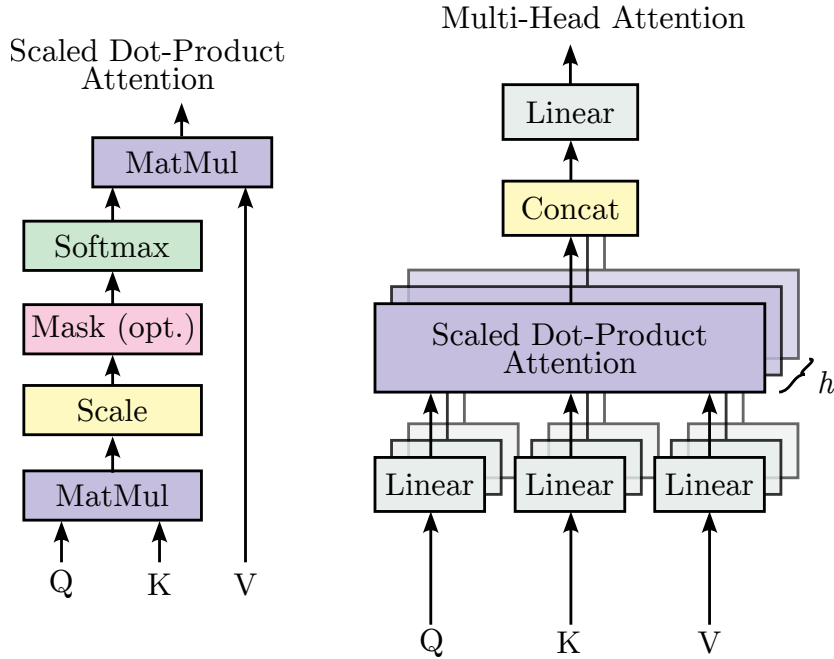 Scaled Dot-Product
Attention
MatMul
Softmax
Mask (opt.)
Scale
MatMul
Q K V
Multi-Head Attention
Linear
Concat
Scaled Dot-Product
Attention
h
Linear Linear Linear
Q K V